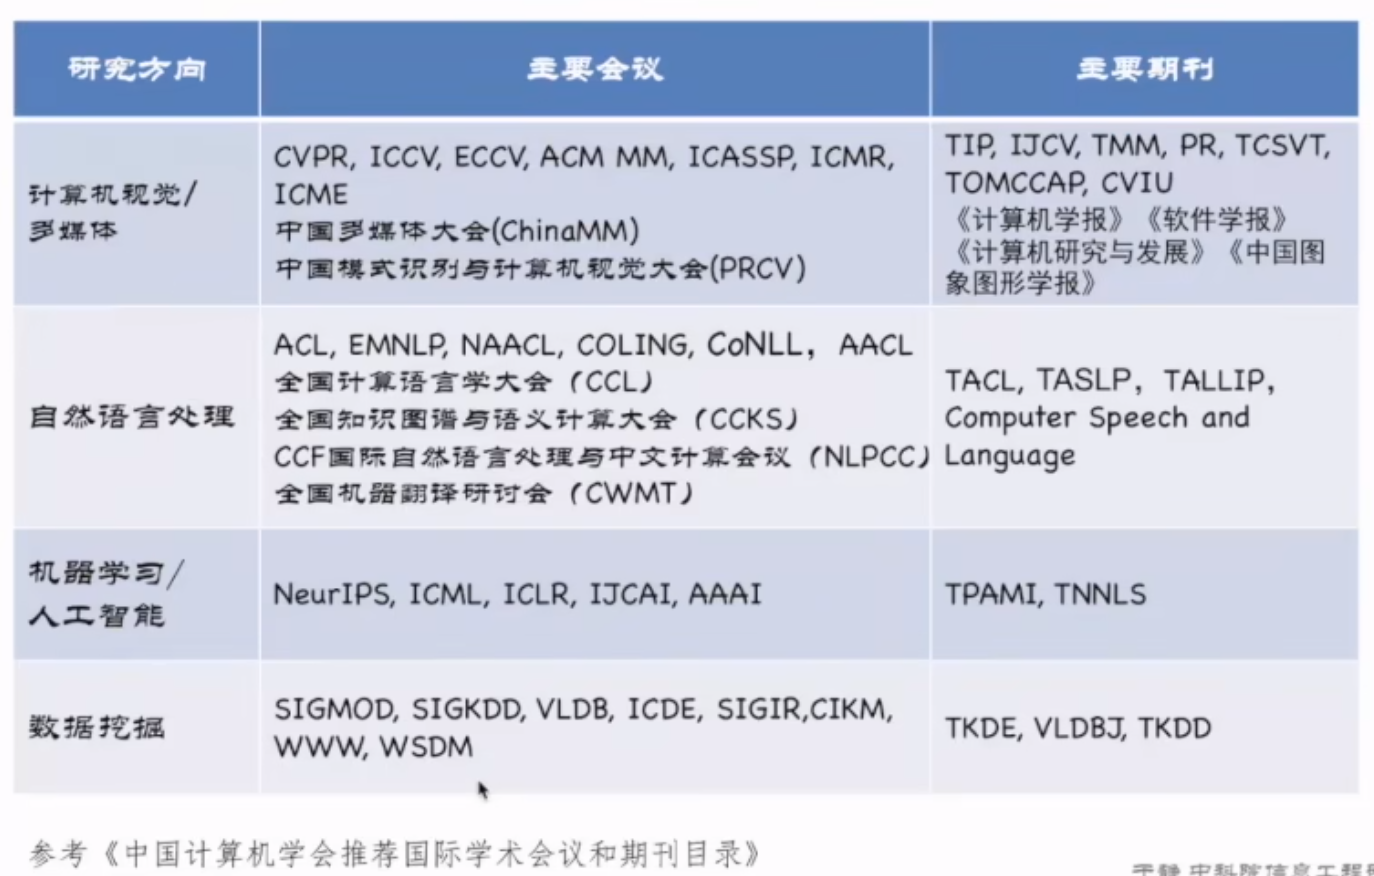 研究方向
主要会议
主要期刊
计算机视觉/
多媒体
CVPR, ICCV, ECCV, ACM MM, ICASSP, ICMR,
ICME
中国多媒体大会(ChinaMM)
中国模式识别与计算机视觉大会(PRCV)
TIP, IJCV, TMM, PR, TCSVT,
TOMCCAP, CVIU
《计算机学报》《软件学报》
《计算机研究与发展》《中国图
象图形学报》
自然语言处理
ACL, EMNLP, NAACL, COLING, CoNLL， AACL
全国计算语言学大会（CCL）
全国知识图谱与语义计算大会（CCKS）
CCF国际自然语言处理与中文计算会议（NLPCC）
全国机器翻译研讨会（CWMT）
TACL, TASLP， TALLIP，
Computer Speech and
Language
机器学习/
人工智能
NeurIPS, ICML, ICLR, IJCAI, AAAI
TPAMI, TNNLS
数据挖掘
SIGMOD, SIGKDD, VLDB, ICDE, SIGIR,CIKM,
WWW, WSDM
TKDE, VLDBJ, TKDD
参考《中国计算机学会推荐国际学术会议和期刊目录》
中科院信息工程